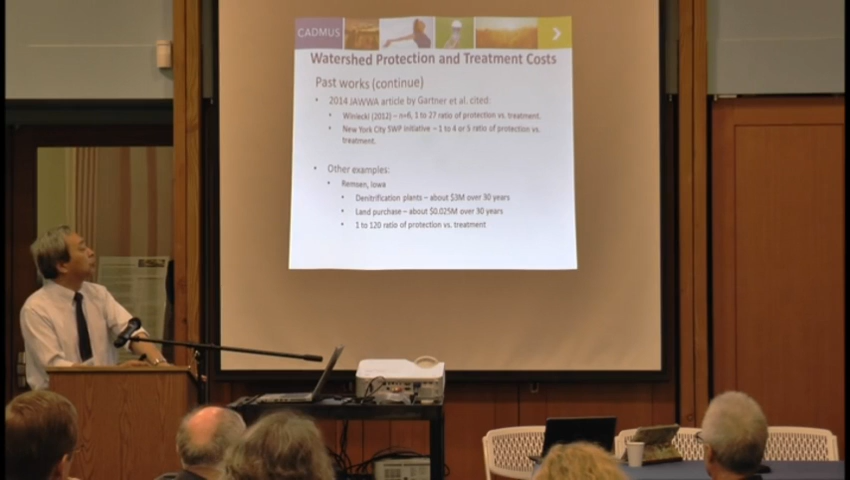 CADMUS
Watershed Protection and Treatment Costs
Past works (continue)
• 2014 JAWWA article by Gartner et al. cited:
• Winiecki (2012) – n=6, 1 to 27 ratio of protection vs. treatment.
• New York City SWP initiative – 1 to 4 or 5 ratio of protection vs.
treatment.
• Other examples:
• Remsen, Iowa
• Denitrification plants – about $3M over 30 years
• Land purchase – about $0.025M over 30 years
• 1 to 120 ratio of protection vs. treatment